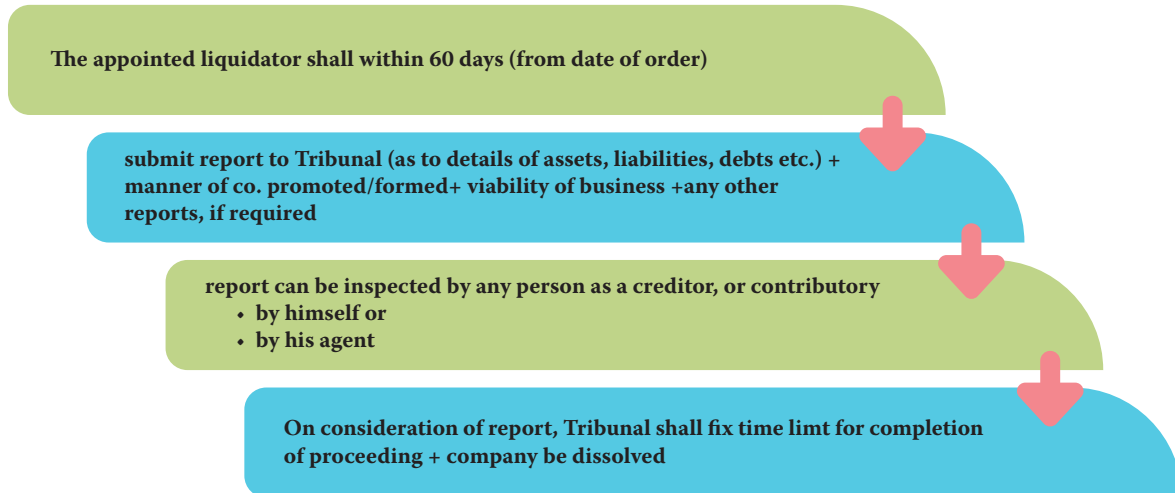 The appointed liquidator shall within 60 days (from date of order)
submit report to Tribunal (as to details of assets, liabilities, debts etc.) +
manner of co. promoted/formed+ viability of business +any other
reports, if required
report can be inspected by any person as a creditor, or contributory
• by himself or
• by his agent
On consideration of report, Tribunal shall fix time limt for completion
of proceeding + company be dissolved